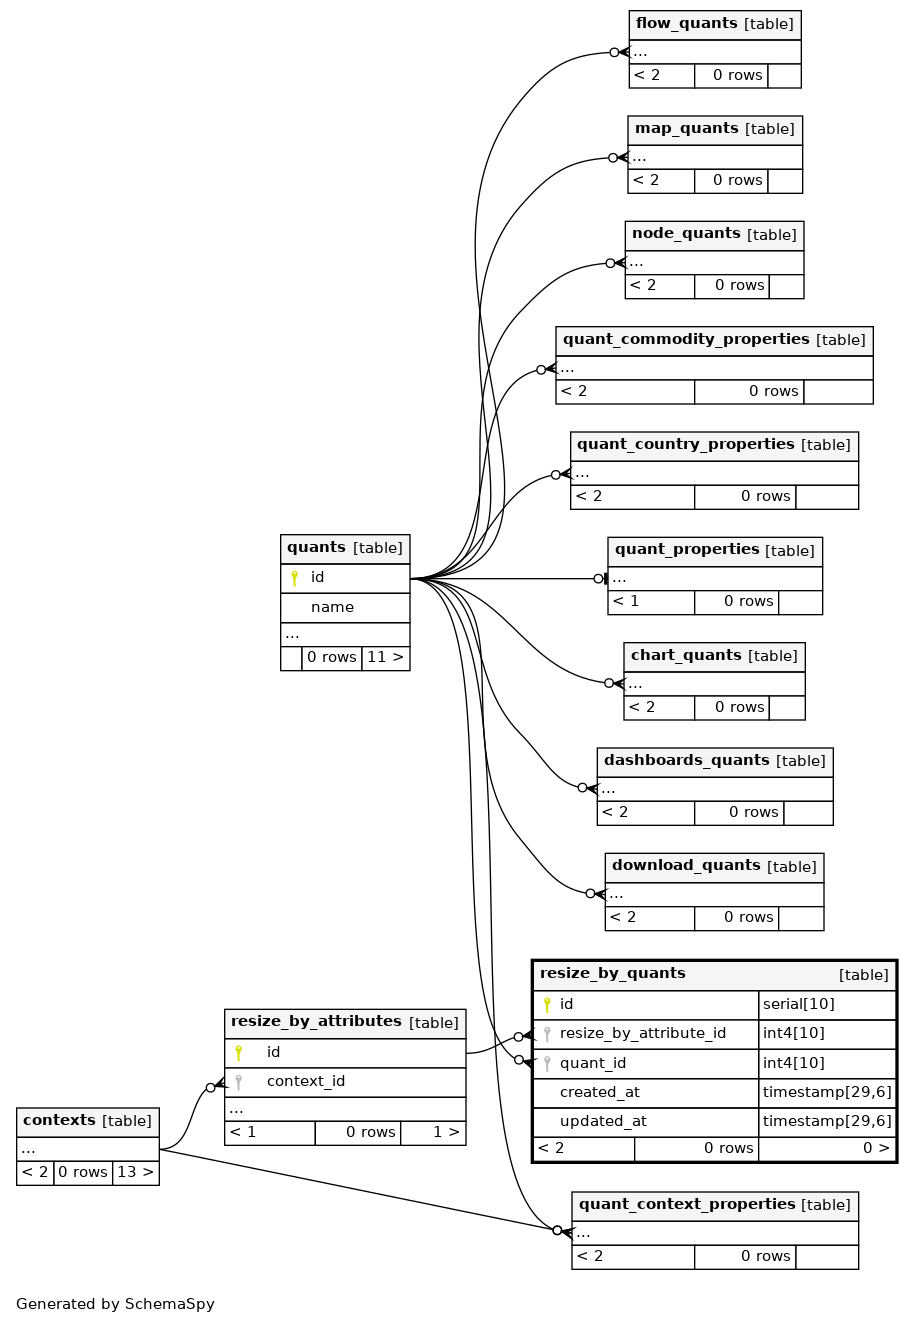 flow_quants [table]
...
< 2 0 rows
map_quants [table]
...
< 2 0 rows
node_quants [table]
...
< 2 0 rows
quant_commodity_properties [table]
...
< 2 0 rows
quant_country_properties [table]
...
< 2 0 rows
quants [table]
id
name
...
0 rows 11 >
quant_properties [table]
...
< 1 0 rows
chart_quants [table]
...
< 2 0 rows
dashboards_quants [table]
...
< 2 0 rows
download_quants [table]
...
< 2 0 rows
resize_by_quants [table]
id serial[10]
resize_by_attribute_id int4[10]
quant_id int4[10]
created_at timestamp[29,6]
updated_at timestamp[29,6]
< 2 0 rows 0 >
resize_by_attributes [table]
id
context_id
...
< 1 0 rows 1 >
contexts [table]
...
< 2 0 rows 13 >
quant_context_properties [table]
...
< 2 0 rows
Generated by SchemaSpy